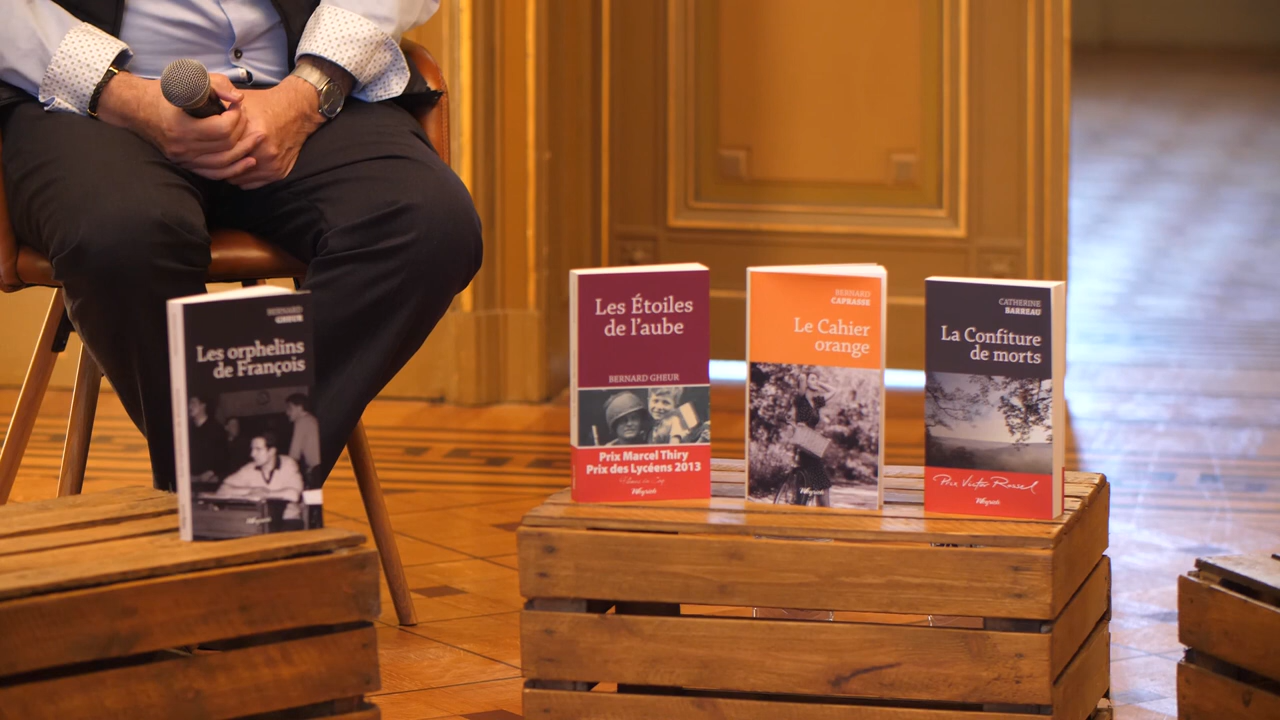 BERNARD
GHEUR
Les orphelins
de François
Weyrich
Les Étoiles
de l'aube
BERNARD GHEUR
Prix Marcel Thiry
Prix des Lycéens 2013
Weyrich
BERNARD
CAPRASSE
Le Cahier
orange
Weyrich
CATHERINE
BARREAU
La Confiture
de morts
Prix Victor Rossel
Weyrich